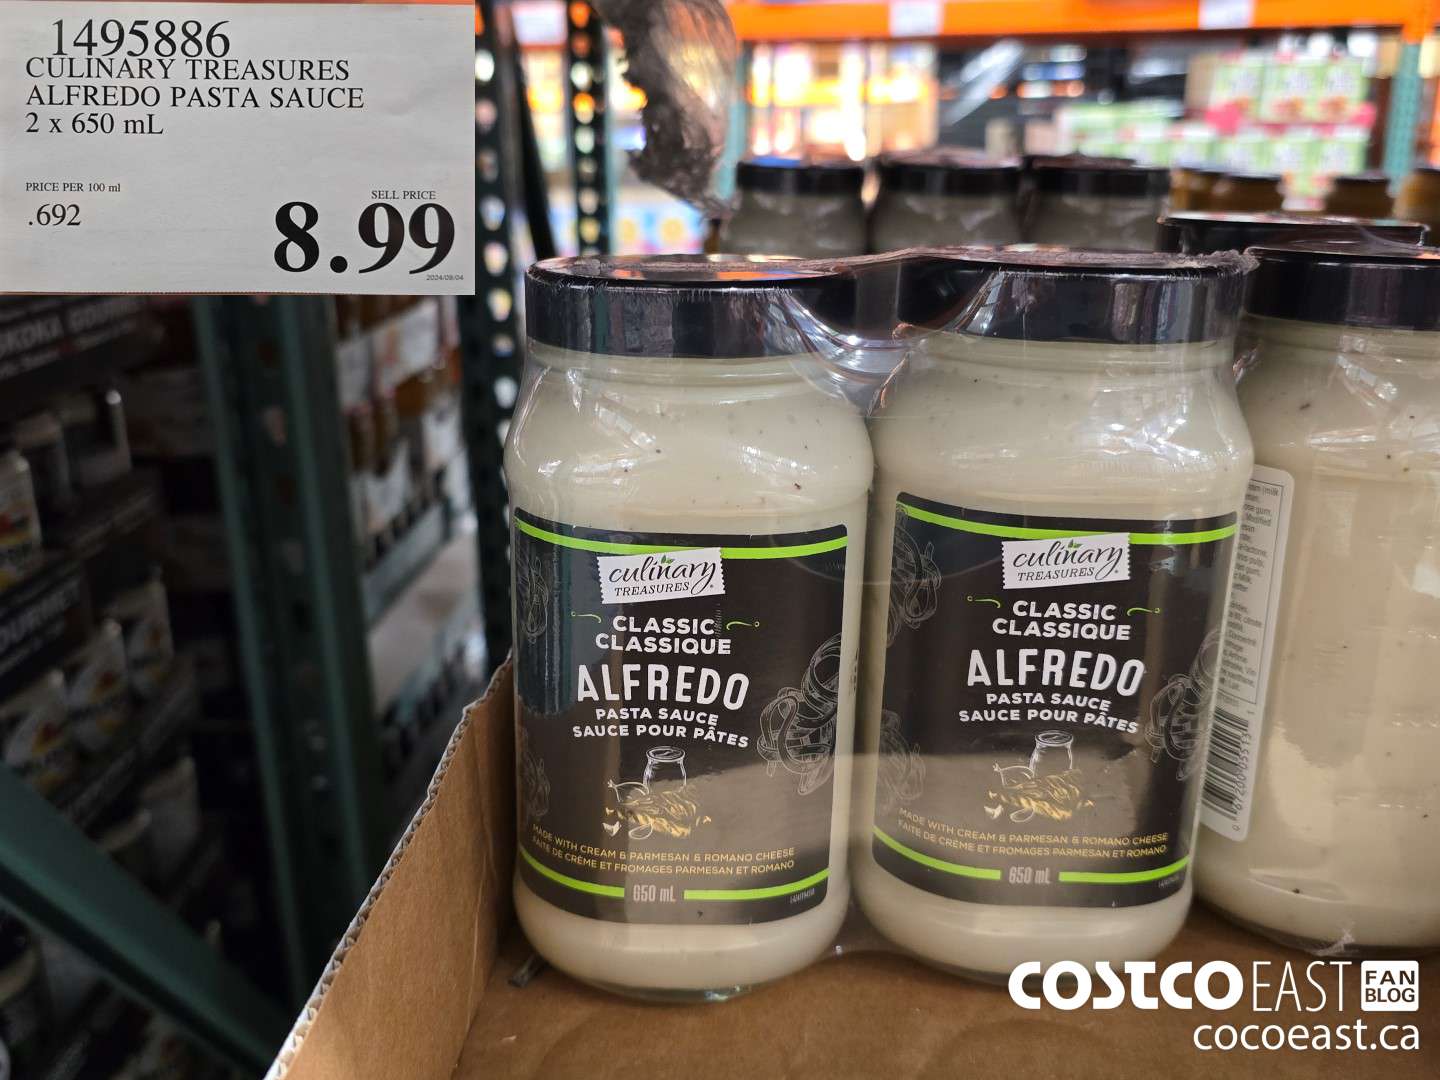 1495886
CULINARY TREASURES
ALFREDO PASTA SAUCE
2 x 650 mL
PRICE PER 100 ml
.692
SELL PRICE
8.99
2024/09/04
culinary
TREASURES
CLASSIC
CLASSIQUE
ALFREDO
PASTA SAUCE
SAUCE POUR PÂTES
MADE WITH CREAM & PARMESAN & ROMANO CHEESE
FAITE DE CRÈME ET FROMAGES PARMESAN ET ROMANO
650 mL
culinary
TREASURES
CLASSIC
CLASSIQUE
ALFREDO
PASTA SAUCE
SAUCE POUR PÂTES
MADE WITH CREAM & PARMESAN & ROMANO CHEESE
FAITE DE CRÈME ET FROMAGES PARMESAN ET ROMANO
650 mL
COSTCO EAST FAN
BLOG
cocoeast.ca